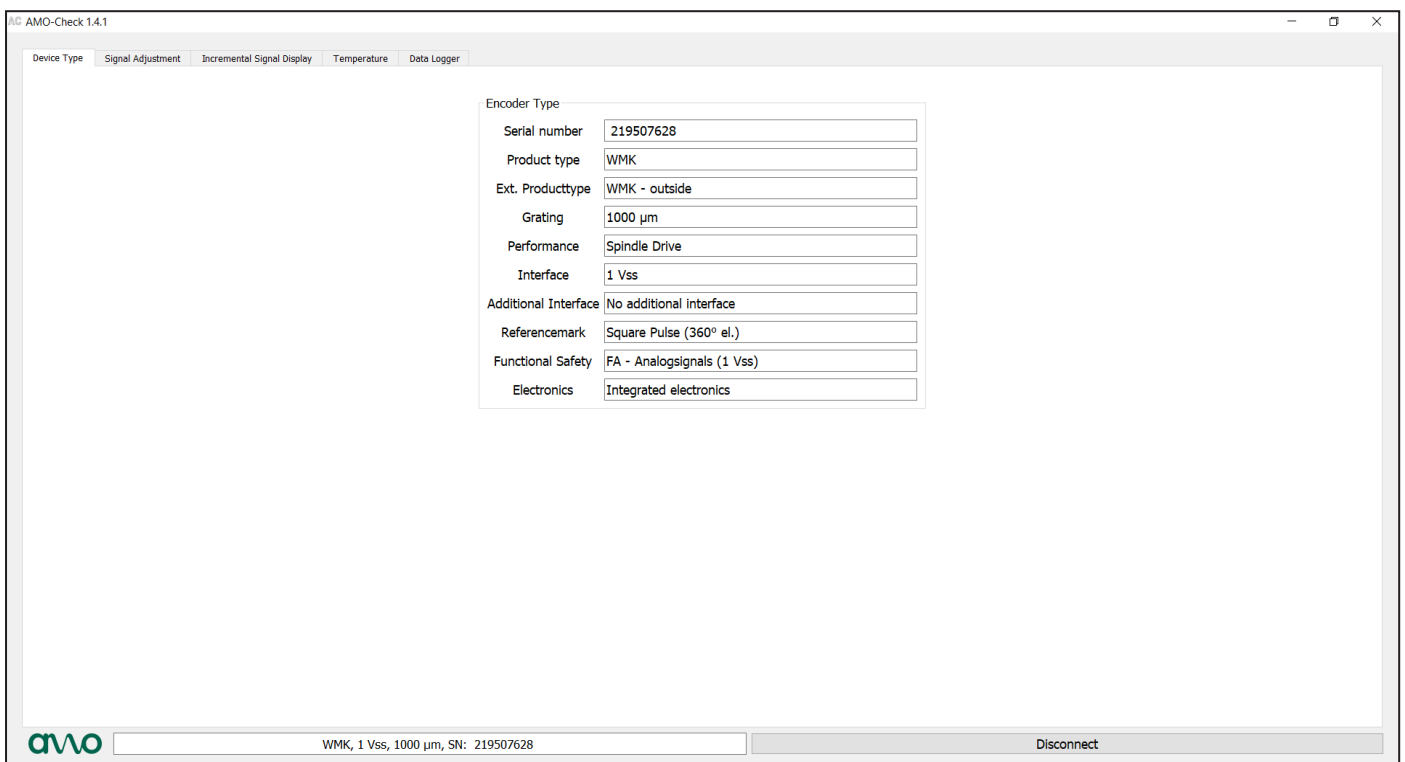 AC AMO-Check 1.4.1
Device Type Signal Adjustment Incremental Signal Display Temperature Data Logger
Encoder Type
Serial number 219507628
Product type WMK
Ext. Producttype WMK - outside
Grating 1000 µm
Performance Spindle Drive
Interface 1 Vss
Additional Interface No additional interface
Referencemark Square Pulse (360° el.)
Functional Safety FA - Analogsignals (1 Vss)
Electronics Integrated electronics
amo WMK, 1 Vss, 1000 µm, SN: 219507628 Disconnect